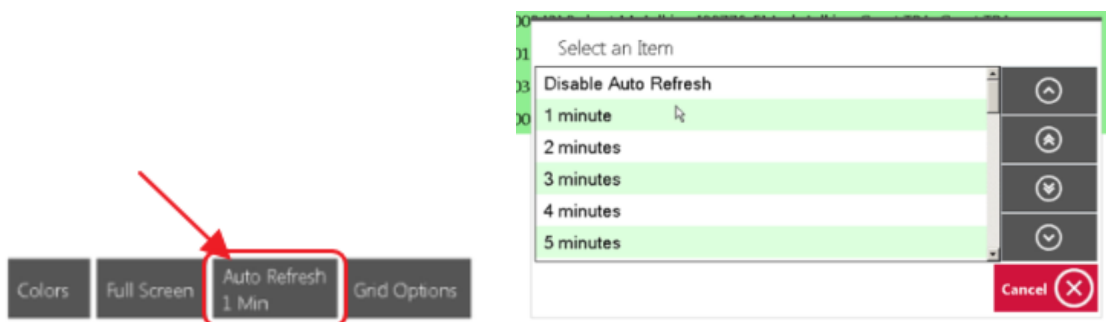 Colors
Full Screen
Auto Refresh
1 Min
Grid Options
Select an Item
Disable Auto Refresh
1 minute
2 minutes
3 minutes
4 minutes
5 minutes
Cancel